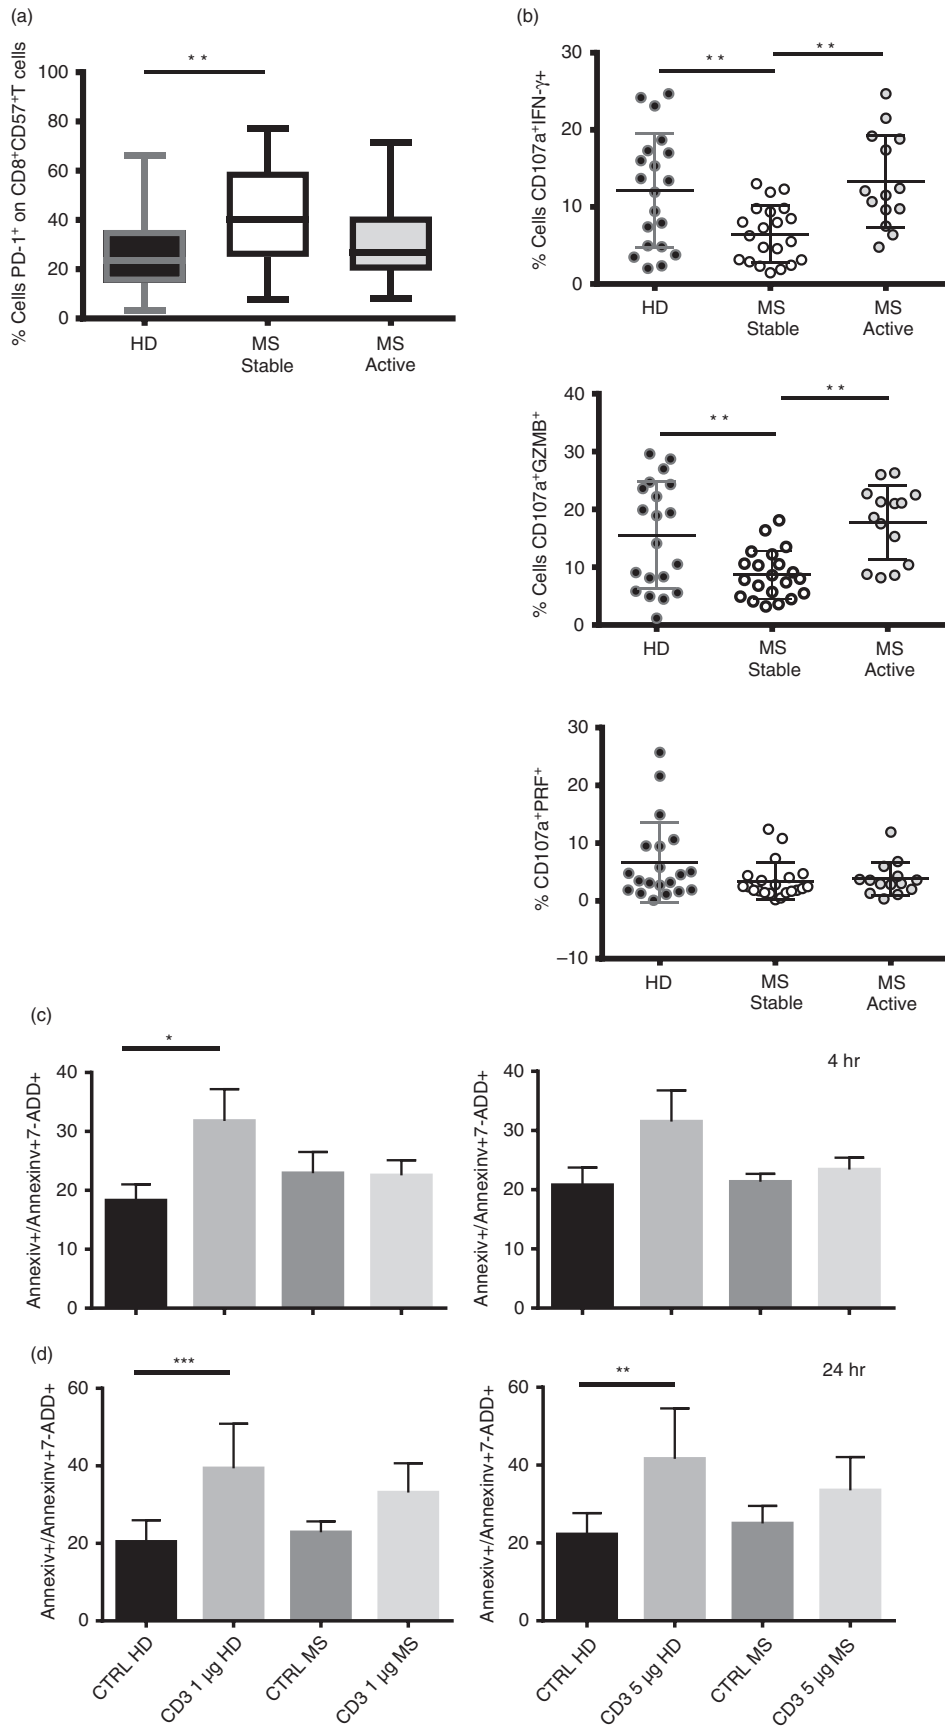 (a)
% Cells PD-1⁺ on CD8⁺CD57⁺T cells
100
80
60
40
20
0
* *
HD
MS
Stable
MS
Active
(b)
% Cells CD107a⁺IFN-γ+
30
20
10
0
* *
* *
HD
MS
Stable
MS
Active
% Cells CD107a⁺GZMB⁺
40
30
20
10
0
* *
* *
HD
MS
Stable
MS
Active
% CD107a⁺PRF⁺
30
20
10
0
–10
HD
MS
Stable
MS
Active
(c)
Annexiv+/Annexinv+7-ADD+
40
30
20
10
0
*
Annexiv+/Annexinv+7-ADD+
40
30
20
10
0
4 hr
(d)
Annexiv+/Annexinv+7-ADD+
60
40
20
0
***
CTRL HD
CD3 1 μg HD
CTRL MS
CD3 1 μg MS
Annexiv+/Annexinv+7-ADD+
60
40
20
0
**
24 hr
CTRL HD
CD3 5 μg HD
CTRL MS
CD3 5 μg MS